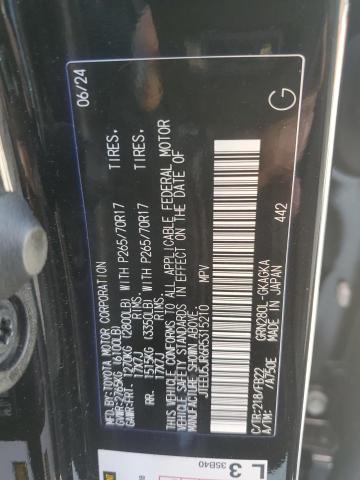 MFD.BY:TOYOTA MOTOR CORPORATION 06/24
GVWR:2765KG (6100LB)
GAWR:FRT. 1270KG (2800LB) WITH P265/70R17 TIRES.
17X7J RIMS.
RR. 1515KG (3350LB) WITH P265/70R17 TIRES.
17X7J RIMS.
THIS VEHICLE CONFORMS TO ALL APPLICABLE FEDERAL MOTOR
VEHICLE SAFETY STANDARDS IN EFFECT ON THE DATE OF
MANUFACTURE SHOWN ABOVE.
JTEEU5JR6R5315210 MPV
G
C/TR:218/FB22 GRN280L-GKAGKA 442
A/TM: /A750E MADE IN JAPAN
L 3
35B40